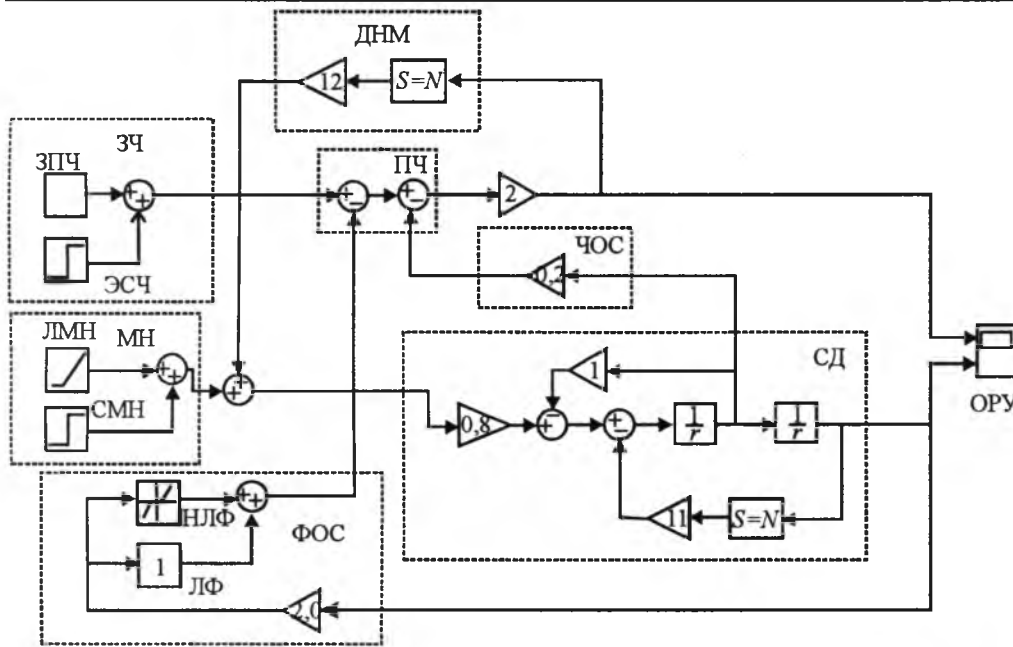 ДНМ
12
S=N
ЗЧ
ЗПЧ
ПЧ
2
ЭСЧ
ЧОС
0,2
ЛМН
МН
СМН
СД
1
0,8
1
r
1
r
ОРУ
11
S=N
НЛФ
ФОС
1
ЛФ
2,0